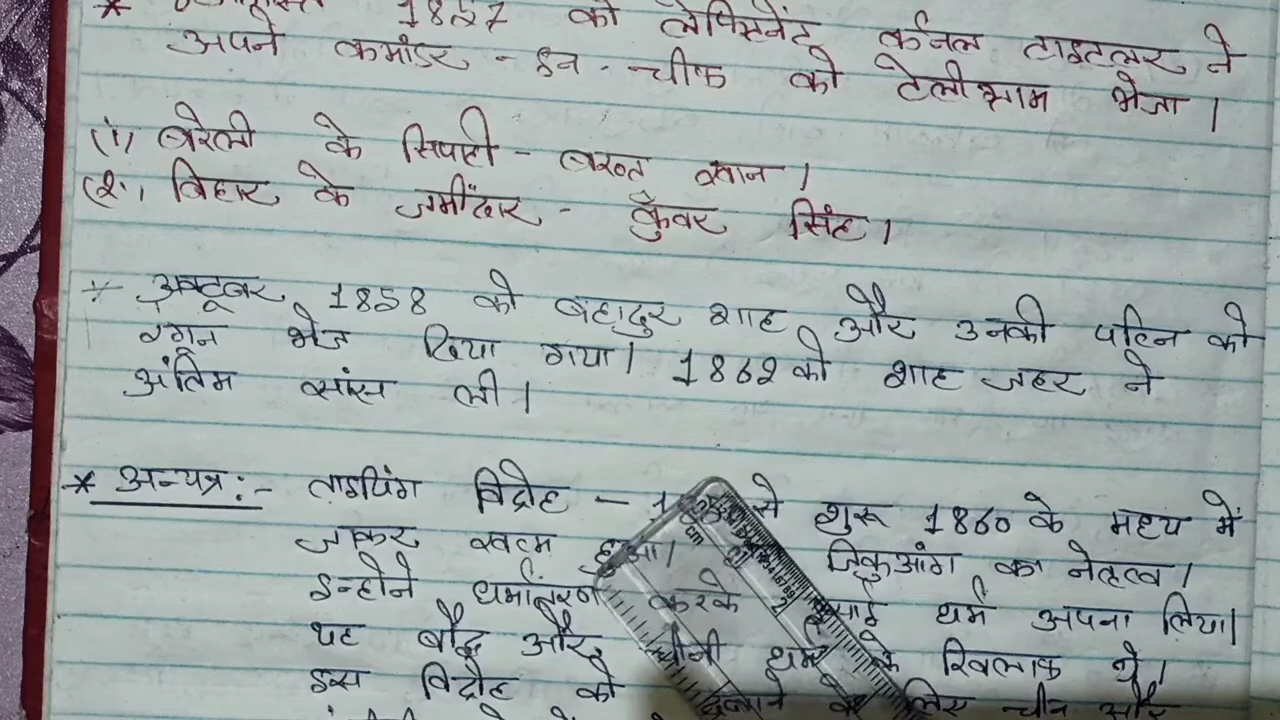 * 1857 को लेफ्टिनेंट कर्नल टाइटलर ने
अपने कमांडर - इन - चीफ को टेलीग्राम भेजा।
(1) बरेली के सिपाही - बख्त खान।
(2) बिहार के जमींदार - कुँवर सिंह।
* अक्टूबर 1858 को बहादुर शाह और उनकी पत्नि को
रंगून भेज दिया गया। 1862 को शाह जफर ने
अंतिम सांस ली।
* अन्यत्र:- ताइपिंग विद्रोह - से शुरू 1860 के मध्य में
जाकर खत्म हुआ। ज़िकुआंग का नेतृत्व।
इन्होने धर्मांतरण करके ईसाई धर्म अपना लिया।
यह बौद्ध और धर्म के खिलाफ थे।
इस विद्रोह को के लिए चीन और